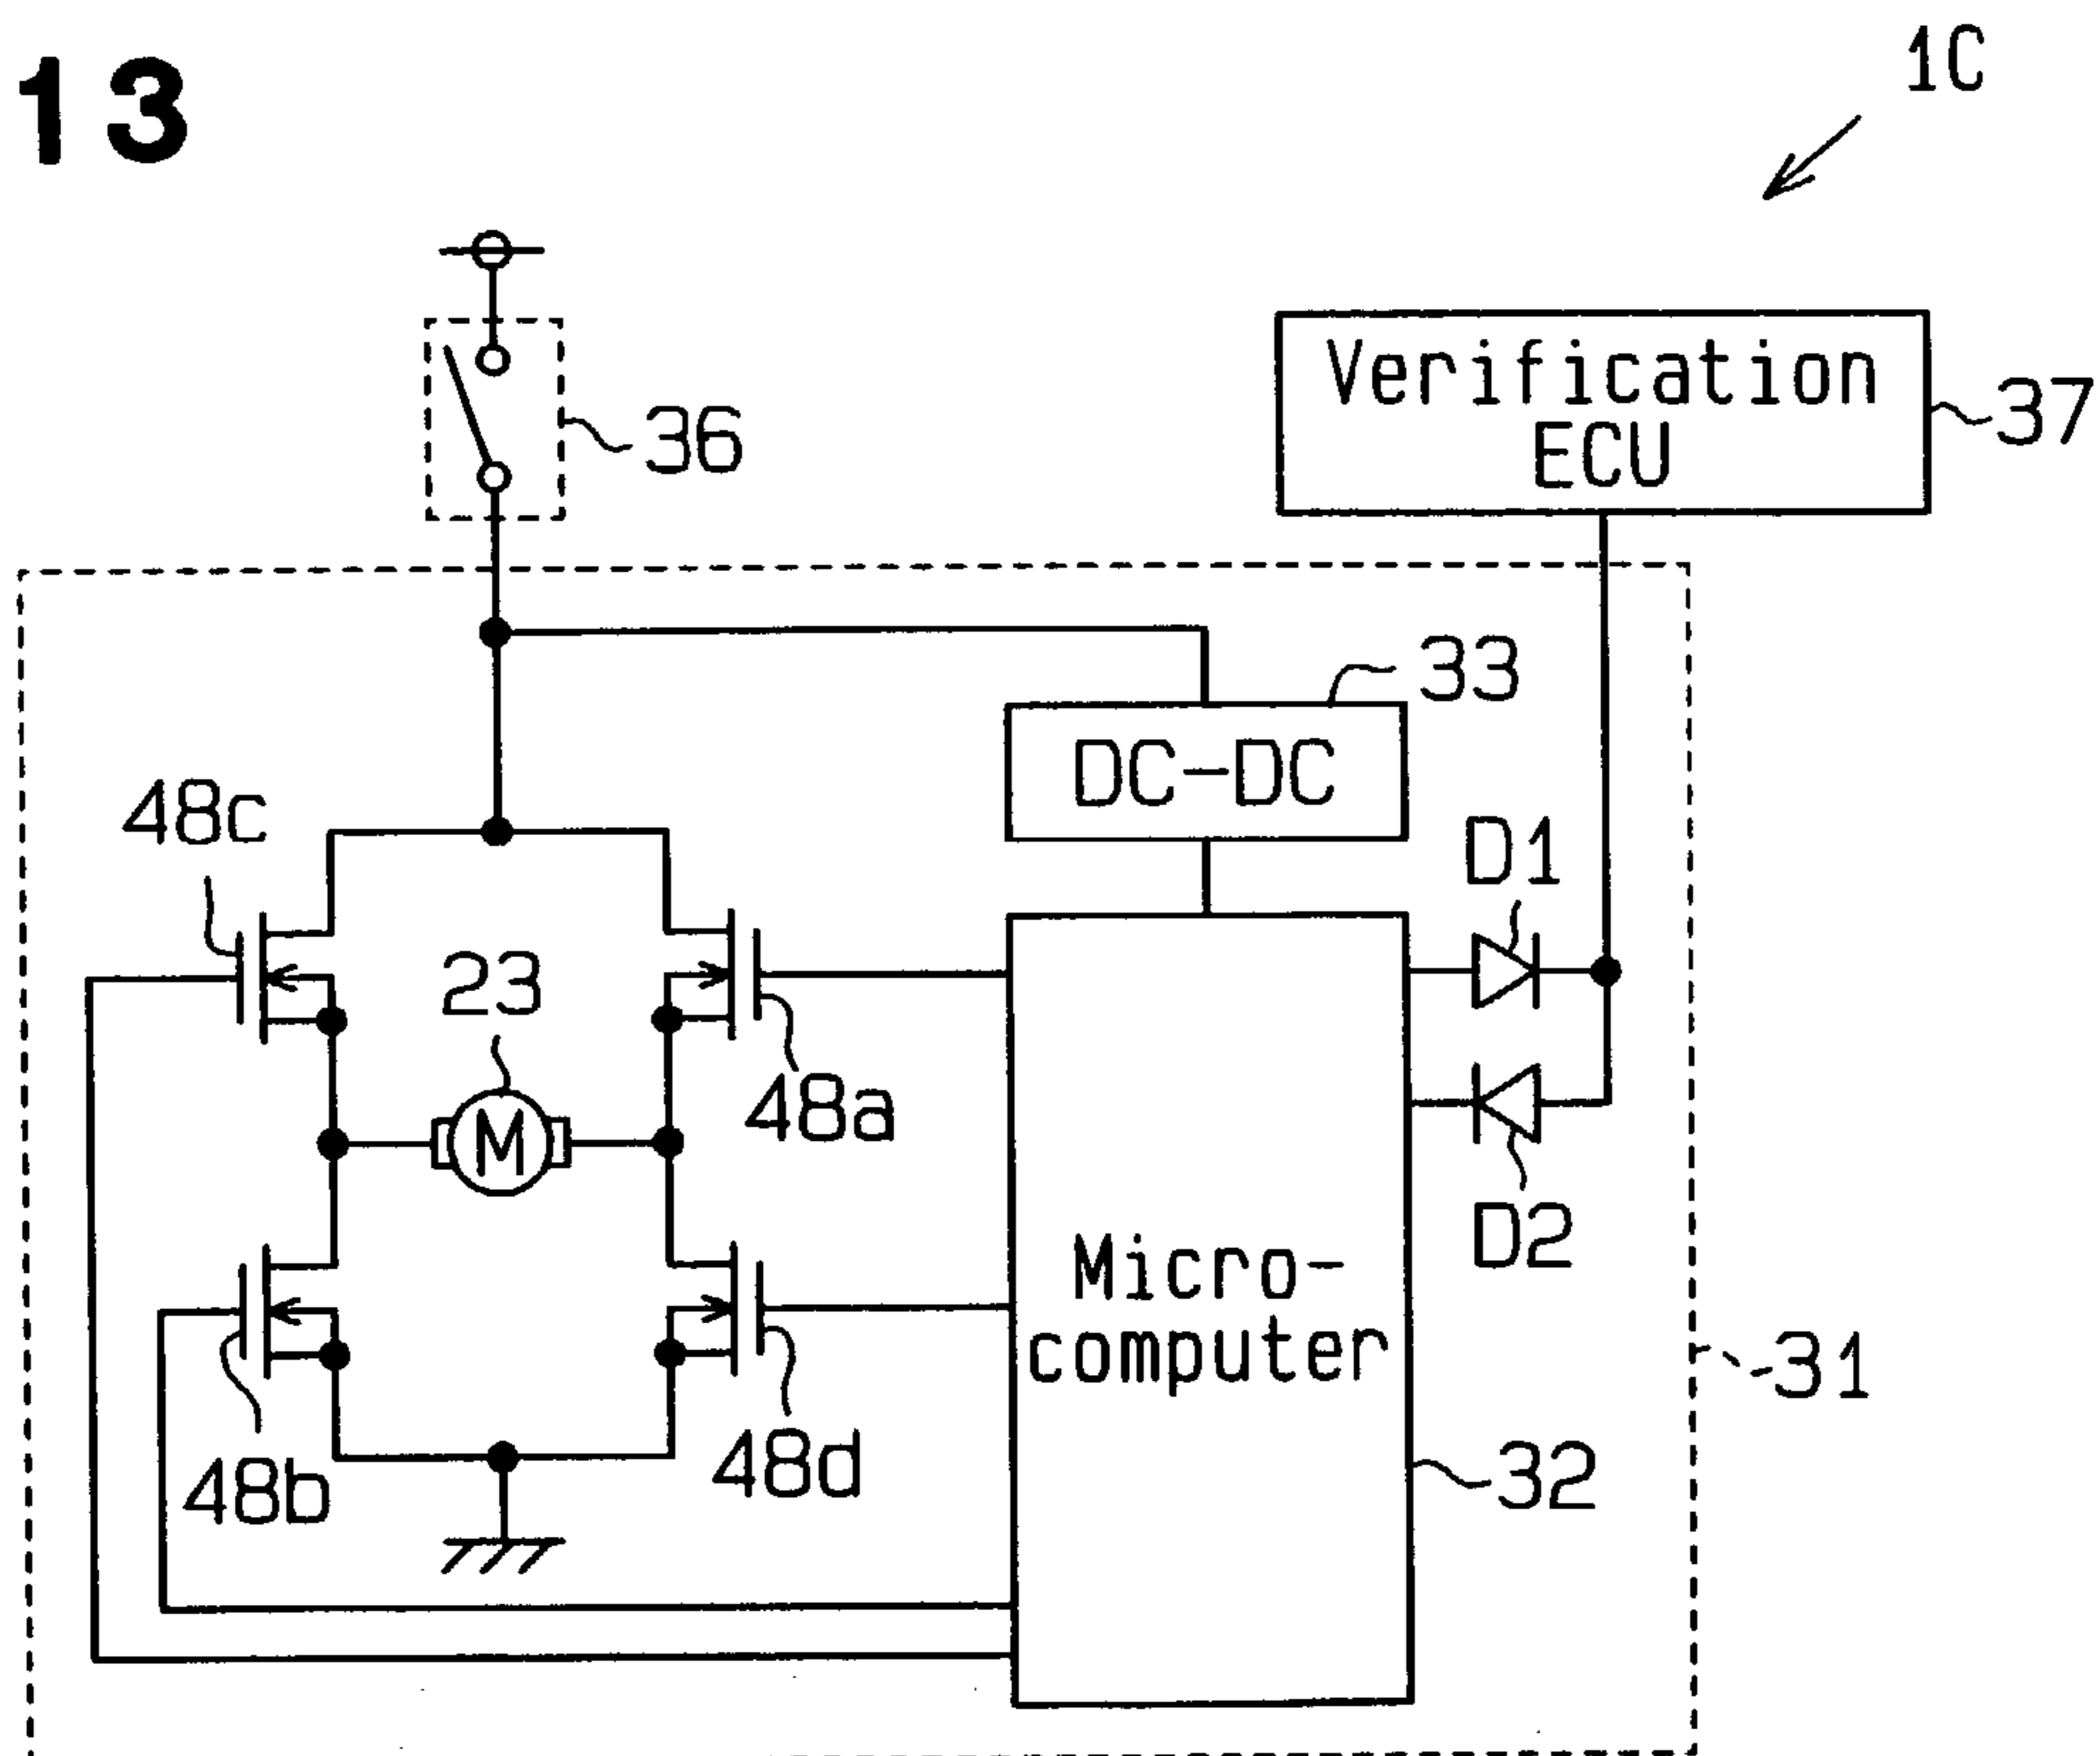 13
1C
36
Verification
ECU
37
33
DC-DC
48c
D1
23
48a
M
D2
Micro-
computer
31
48b
48d
32